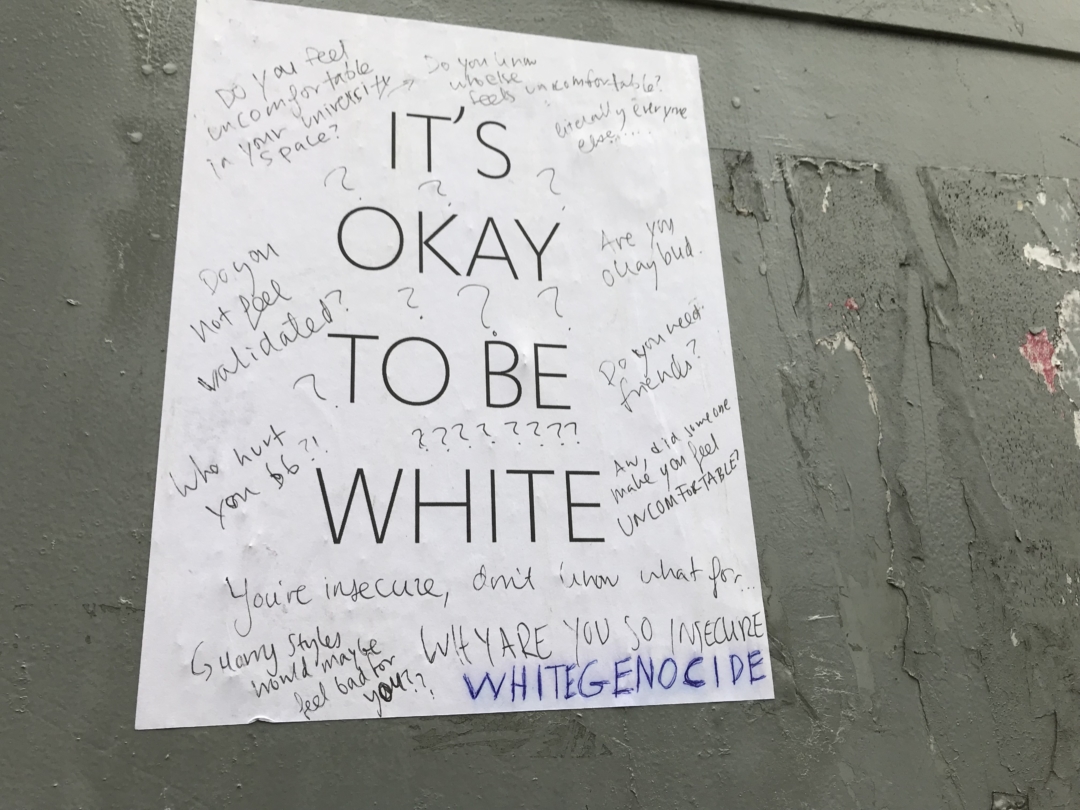 Do you feel
uncomfortable
in your university
space?
Do you know
who else
feels uncomfortable?
literally everyone
else....
IT'S
? ? ?
OKAY
Are you
okay bud.
Do you
not feel
validated?
? ? ?
TO BE
Do you need
friends?
?
? ? ? ? ? ? ? ?
Who hurt
you bb?!
WHITE
Aw, did someone
make you feel
UNCOMFORTABLE?
You're insecure, don't know what for...
Harry Styles
would maybe
feel bad for
you??
WHY ARE YOU SO INSECURE
WHITEGENOCIDE